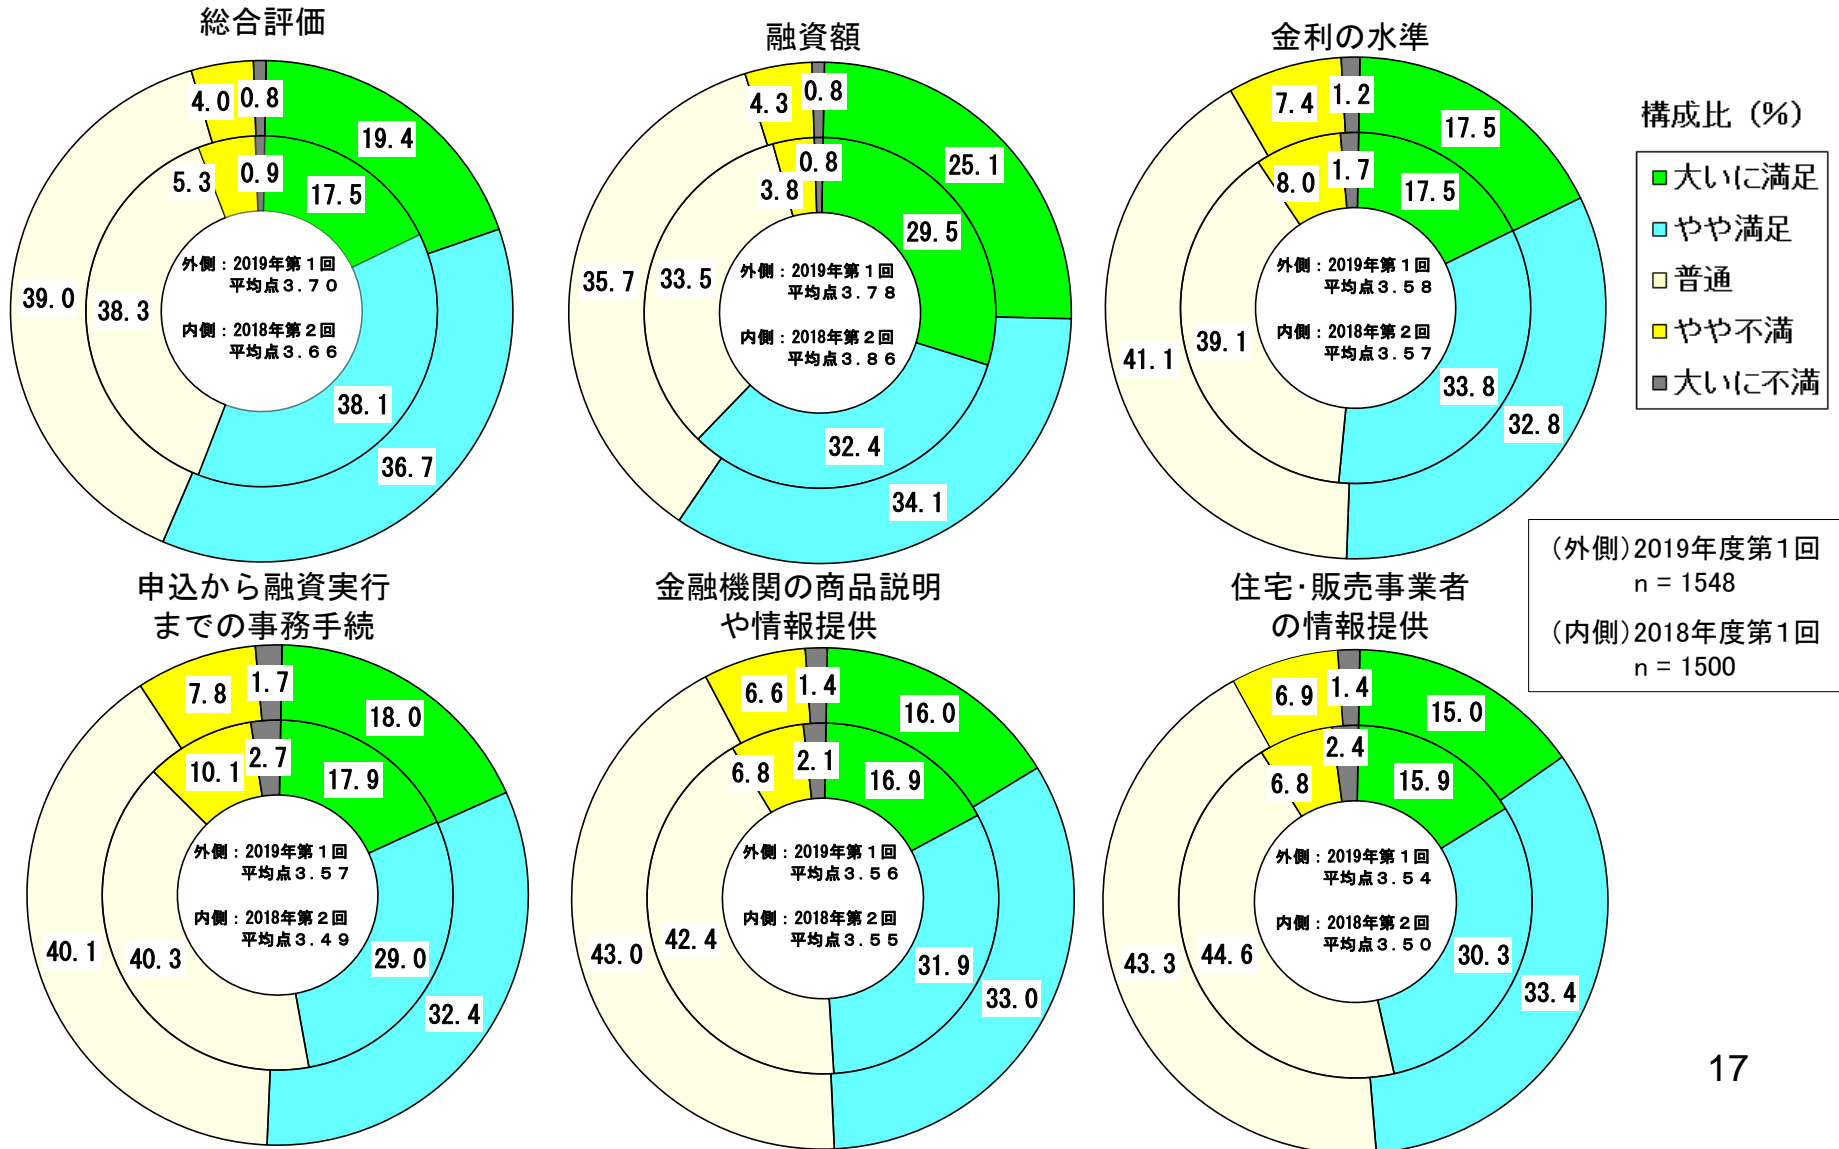 総合評価
4.0
0.8
19.4
5.3
0.9
17.5
外側：2019年第１回
平均点３.７０
内側：2018年第２回
平均点３.６６
39.0
38.3
38.1
36.7
融資額
4.3
0.8
25.1
3.8
0.8
29.5
外側：2019年第１回
平均点３.７８
内側：2018年第２回
平均点３.８６
35.7
33.5
32.4
34.1
金利の水準
7.4
1.2
17.5
8.0
1.7
17.5
外側：2019年第１回
平均点３.５８
内側：2018年第２回
平均点３.５７
41.1
39.1
33.8
32.8
構成比（%）
大いに満足
やや満足
普通
やや不満
大いに不満
（外側）2019年度第１回
n = 1548
（内側）2018年度第１回
n = 1500
申込から融資実行
までの事務手続
7.8
1.7
18.0
10.1
2.7
17.9
外側：2019年第１回
平均点３.５７
内側：2018年第２回
平均点３.４９
40.1
40.3
29.0
32.4
金融機関の商品説明
や情報提供
6.6
1.4
16.0
6.8
2.1
16.9
外側：2019年第１回
平均点３.５６
内側：2018年第２回
平均点３.５５
43.0
42.4
31.9
33.0
住宅・販売事業者
の情報提供
6.9
1.4
15.0
6.8
2.4
15.9
外側：2019年第１回
平均点３.５４
内側：2018年第２回
平均点３.５０
43.3
44.6
30.3
33.4
17